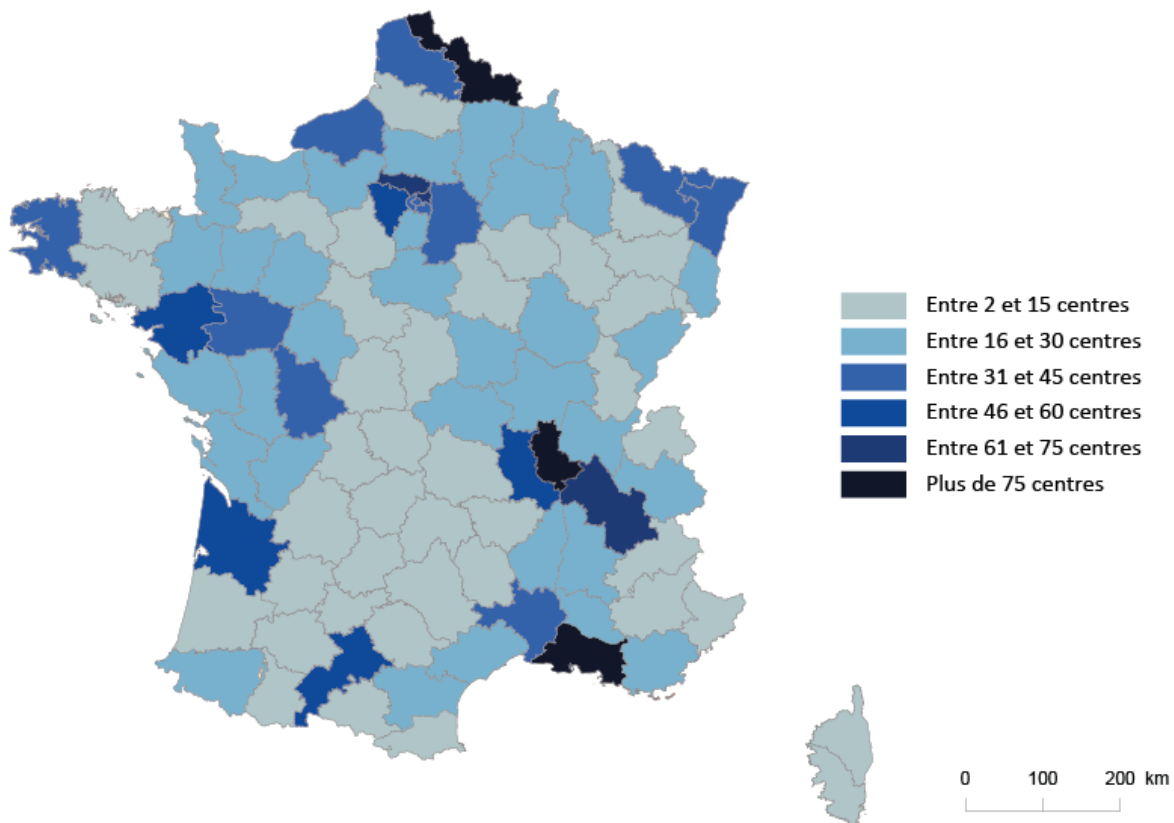 Entre 2 et 15 centres
Entre 16 et 30 centres
Entre 31 et 45 centres
Entre 46 et 60 centres
Entre 61 et 75 centres
Plus de 75 centres
0 100 200 km